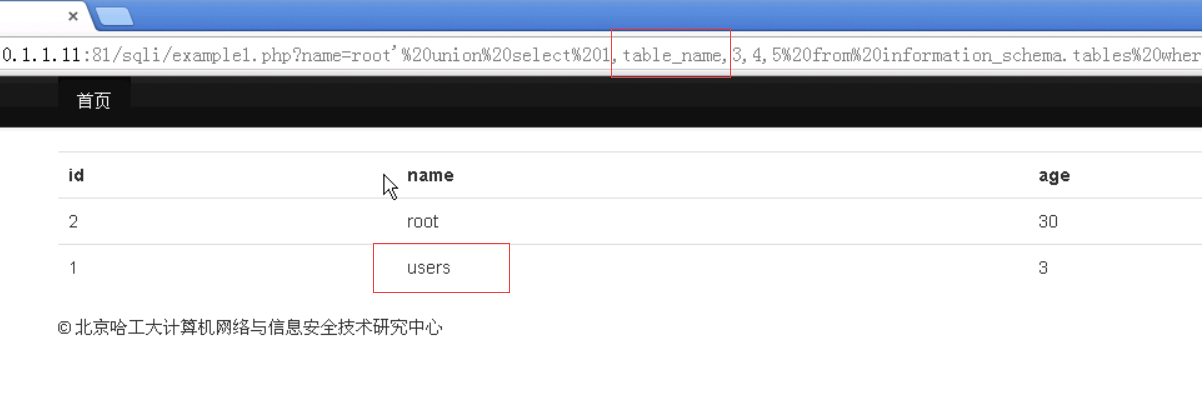 0.1.1.11:81/sqli/example1.php?name=root'%20union%20select%201,table_name,3,4,5%20from%20information_schema.tables%20wher
首页
id name age
2 root 30
1 users 3
© 北京哈工大计算机网络与信息安全技术研究中心